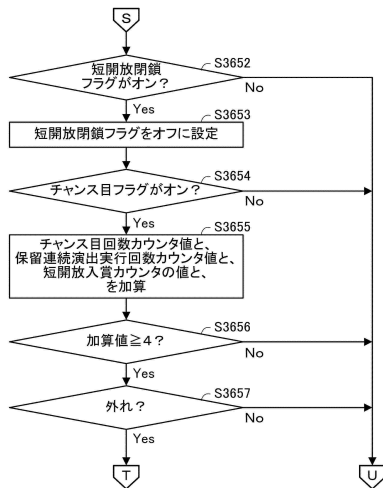 S
S3652
短開放閉鎖
フラグがオン？
No
Yes
S3653
短開放閉鎖フラグをオフに設定
S3654
チャンス目フラグがオン？
No
Yes
S3655
チャンス目回数カウンタ値と、
保留連続演出実行回数カウンタ値と、
短開放入賞カウンタの値と、
を加算
S3656
加算値≧4？
No
Yes
S3657
外れ？
No
Yes
T
U